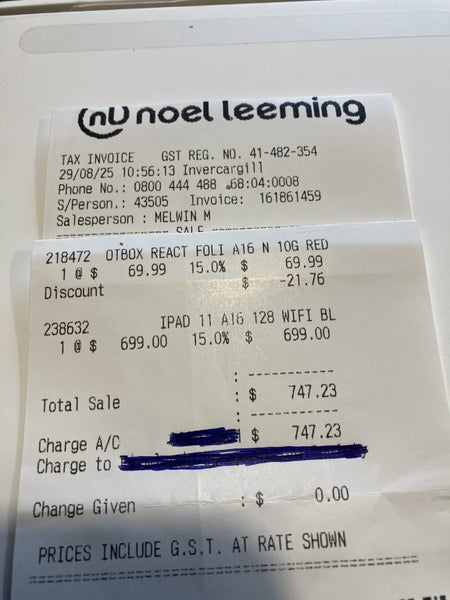 nl noel leeming
TAX INVOICE GST REG. NO. 41-482-354
29/08/25 10:56:13 Invercargill
Phone No.: 0800 444 488 68:04:0008
S/Person.: 43505 Invoice: 161861459
Salesperson : MELWIN M
---------- SALE ----------
218472 OTBOX REACT FOLI A16 N 10G RED
1 @ $ 69.99 15.0% $ 69.99
Discount $ -21.76
238632 IPAD 11 A16 128 WIFI BL
1 @ $ 699.00 15.0% $ 699.00
: ----------
Total Sale : $ 747.23
: ----------
Charge A/C : $ 747.23
Charge to
Change Given : $ 0.00
PRICES INCLUDE G.S.T. AT RATE SHOWN